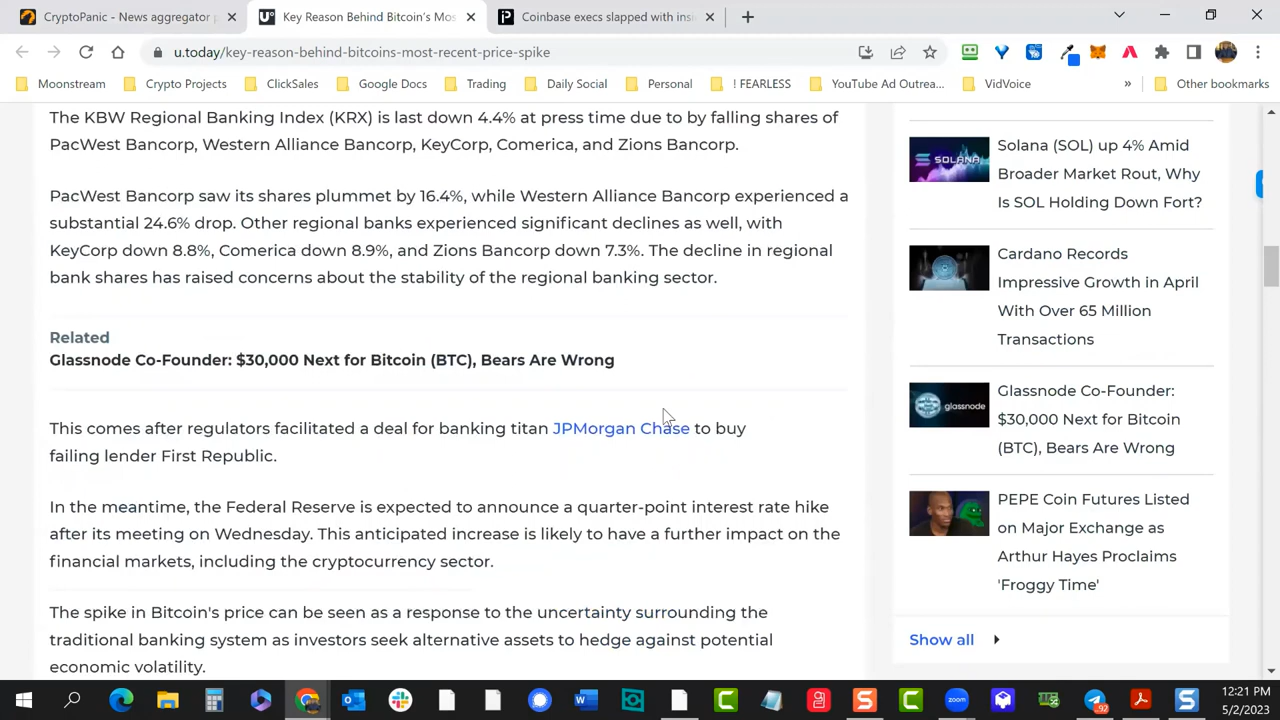 CryptoPanic - News aggregator p
Key Reason Behind Bitcoin's Mos
Coinbase execs slapped with insi
u.today/key-reason-behind-bitcoins-most-recent-price-spike
Moonstream
Crypto Projects
ClickSales
Google Docs
Trading
Daily Social
Personal
! FEARLESS
YouTube Ad Outrea...
VidVoice
»
Other bookmarks
The KBW Regional Banking Index (KRX) is last down 4.4% at press time due to by falling shares of
PacWest Bancorp, Western Alliance Bancorp, KeyCorp, Comerica, and Zions Bancorp.
PacWest Bancorp saw its shares plummet by 16.4%, while Western Alliance Bancorp experienced a
substantial 24.6% drop. Other regional banks experienced significant declines as well, with
KeyCorp down 8.8%, Comerica down 8.9%, and Zions Bancorp down 7.3%. The decline in regional
bank shares has raised concerns about the stability of the regional banking sector.
Related
Glassnode Co-Founder: $30,000 Next for Bitcoin (BTC), Bears Are Wrong
This comes after regulators facilitated a deal for banking titan JPMorgan Chase to buy
failing lender First Republic.
In the meantime, the Federal Reserve is expected to announce a quarter-point interest rate hike
after its meeting on Wednesday. This anticipated increase is likely to have a further impact on the
financial markets, including the cryptocurrency sector.
The spike in Bitcoin's price can be seen as a response to the uncertainty surrounding the
traditional banking system as investors seek alternative assets to hedge against potential
economic volatility.
SOLANA
Solana (SOL) up 4% Amid
Broader Market Rout, Why
Is SOL Holding Down Fort?
Cardano Records
Impressive Growth in April
With Over 65 Million
Transactions
glassnode
Glassnode Co-Founder:
$30,000 Next for Bitcoin
(BTC), Bears Are Wrong
PEPE Coin Futures Listed
on Major Exchange as
Arthur Hayes Proclaims
'Froggy Time'
Show all
zoom
92
12:21 PM
5/2/2023